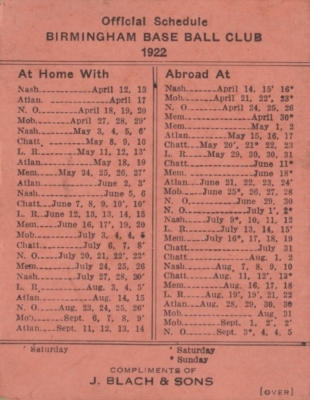 Official Schedule
BIRMINGHAM BASE BALL CLUB
1922
At Home With
Nash. April 12, 13
Atlan. April 17
N. O. April 18, 19, 20
Mob. April 27, 28, 29'
Nash. May 3, 4, 5, 6'
Chatt. May 8, 9, 10
L. R. May 11, 12, 13'
Atlan. May 18, 19
Mem. May 24, 25, 26, 27'
Atlan. June 2, 3'
Nash. June 5, 6
Chatt. June 7, 8, 9, 10', 10'
L. R. June 12, 13, 13, 14, 15
Mem. June 16, 17', 19, 20
Mob. July 3, 4, 4, 5
Chatt. July 6, 7, 8'
N. O. July 20, 21, 22', 22'
Mem. July 24, 25, 26
Nash. July 27, 28, 29'
L. R. Aug. 3, 4, 5'
Atlan. Aug. 14, 15
N. O. Aug. 23, 24, 25, 26'
Mob. Sept. 6, 7, 8, 9'
Atlan. Sept. 11, 12, 13, 14
' Saturday
Abroad At
Nash. April 14, 15' 16*
Mob. April 21, 22', 23*
N. O. April 24, 25, 26
Mem. April 30*
Mem. May 1, 2
Atlan. May 15, 16, 17
Chatt. May 20', 21*, 22, 23
L. R. May 29, 30, 30, 31
Chatt. June 11*
Mem. June 18*
Atlan. June 21, 22, 23, 24'
Mob. June 25*, 26, 27, 28
N. O. June 29, 30
N. O. July 1', 2*
Nash. July 9*, 10, 11, 12
L. R. July 13, 14, 15'
Mem. July 16*, 17, 18, 19
Chatt. July 31
Chatt. Aug. 1, 2
Nash. Aug. 7, 8, 9, 10
Chatt. Aug. 11, 12', 13*
Mem. Aug. 16, 17, 18
L. R. Aug. 19', 19', 21, 22
Atlan. Aug. 28, 29, 30, 30
Mob. Aug. 31
Mob. Sept. 1, 2', 2'
N. O. Sept. 3*, 4, 4, 5
' Saturday
* Sunday
COMPLIMENTS OF
J. BLACH & SONS
[OVER]